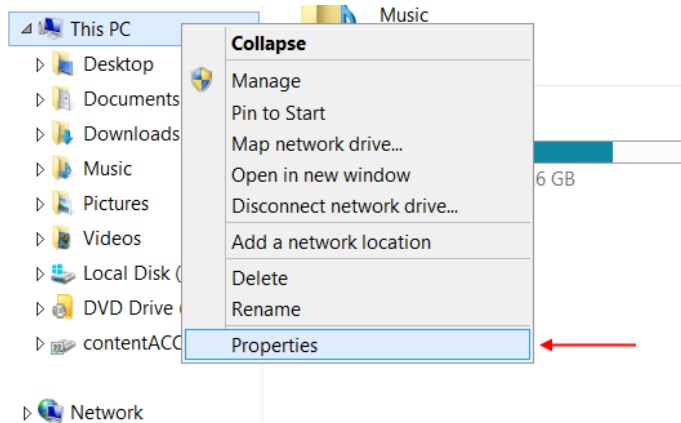 This PC
Desktop
Documents
Downloads
Music
Pictures
Videos
Local Disk (
DVD Drive
contentACC
Network
Music
6 GB
Collapse
Manage
Pin to Start
Map network drive...
Open in new window
Disconnect network drive...
Add a network location
Delete
Rename
Properties